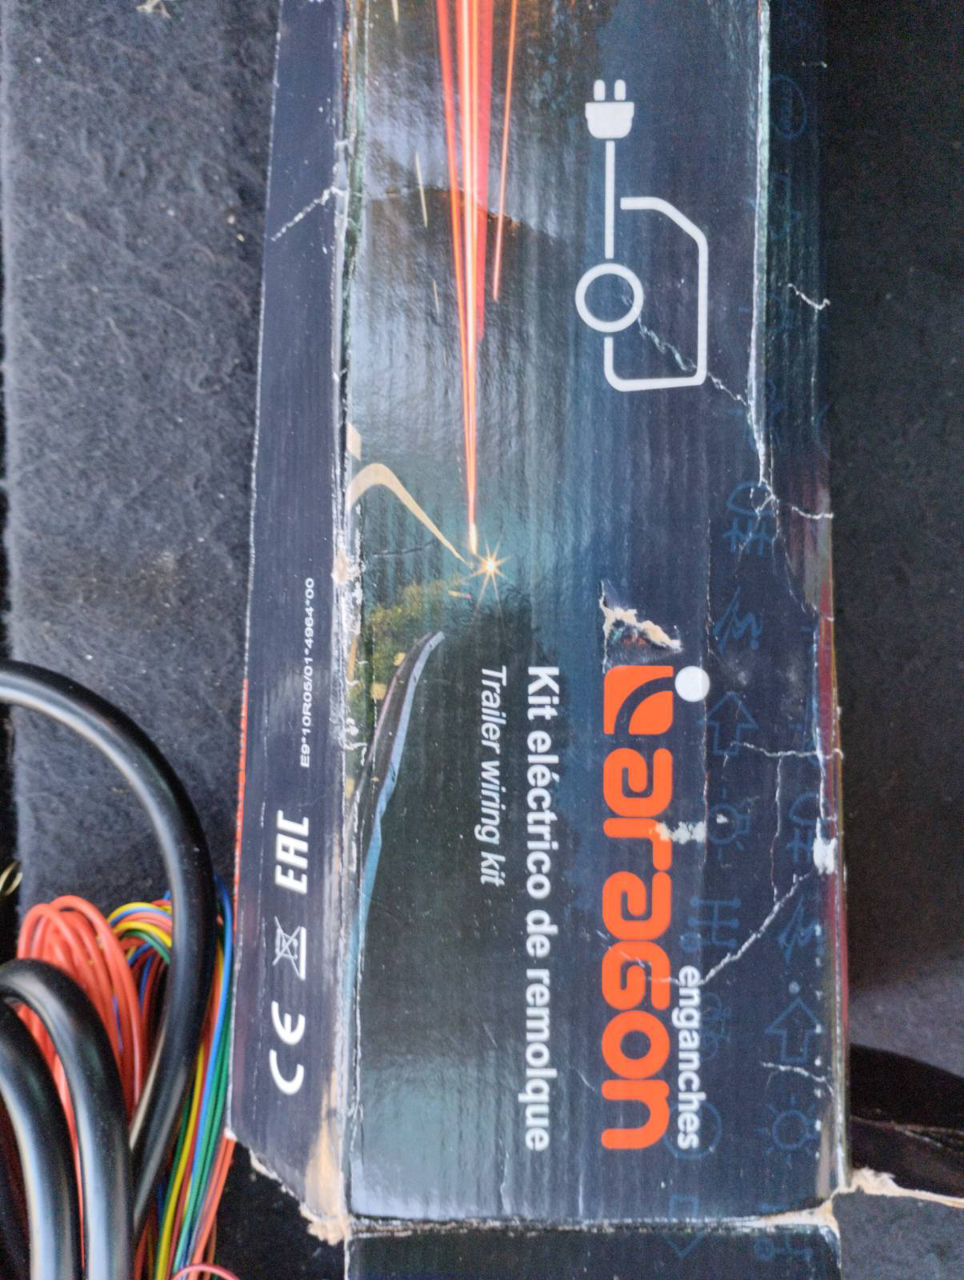 enganches
aragon
Kit eléctrico de remolque
Trailer wiring kit
E9*10R05/01*4964*00
EAC
CE